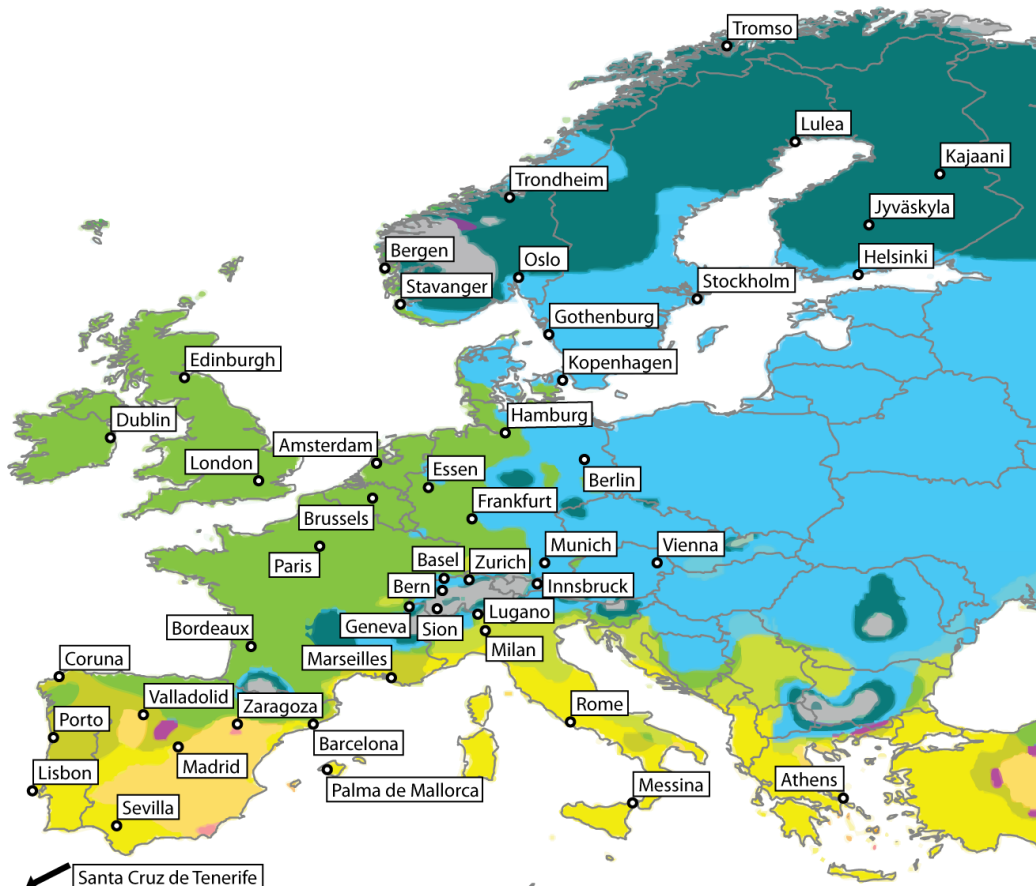 Tromso
Lulea
Kajaani
Trondheim
Jyväskyla
Bergen
Oslo
Helsinki
Stavanger
Stockholm
Gothenburg
Edinburgh
Kopenhagen
Dublin
Hamburg
Amsterdam
London
Essen
Berlin
Frankfurt
Brussels
Paris
Munich
Vienna
Basel
Zurich
Bern
Innsbruck
Geneva
Sion
Lugano
Bordeaux
Milan
Coruna
Marseilles
Valladolid
Zaragoza
Porto
Rome
Barcelona
Madrid
Lisbon
Palma de Mallorca
Messina
Athens
Sevilla
Santa Cruz de Tenerife